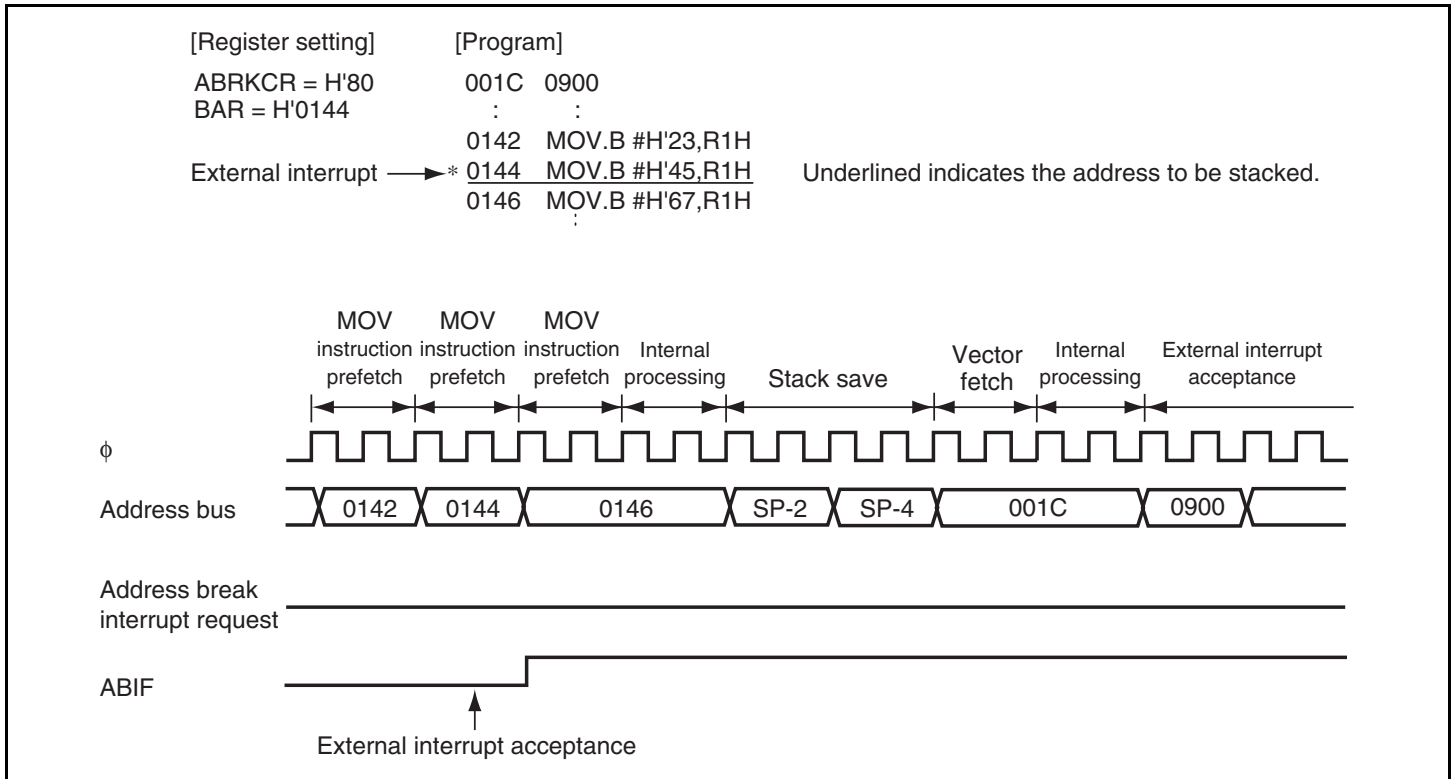 [Register setting] [Program]
ABRKCR = H'80 001C 0900
BAR = H'0144 : :
0142 MOV.B #H'23,R1H
External interrupt * 0144 MOV.B #H'45,R1H Underlined indicates the address to be stacked.
0146 MOV.B #H'67,R1H
:
MOV MOV MOV
instruction instruction instruction Internal Vector Internal External interrupt
prefetch prefetch prefetch processing Stack save fetch processing acceptance
φ
Address bus 0142 0144 0146 SP-2 SP-4 001C 0900
Address break
interrupt request
ABIF
External interrupt acceptance